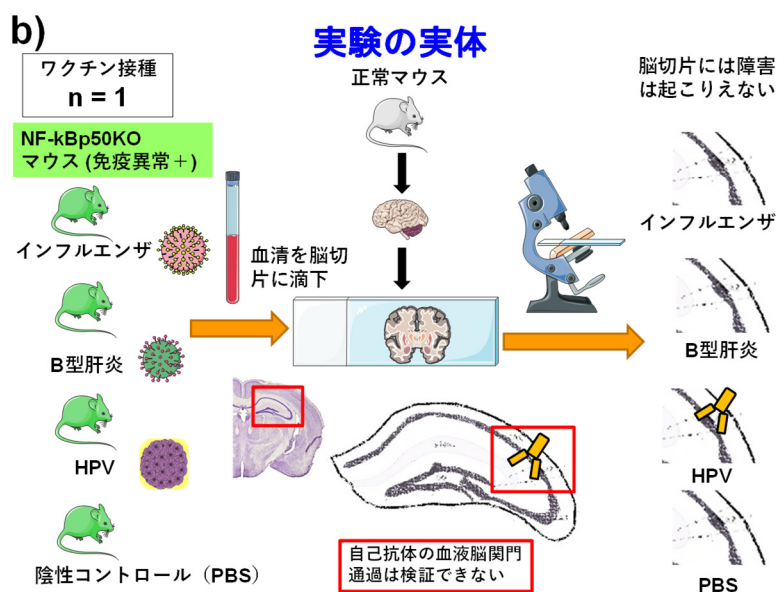 b)
実験の実体
ワクチン接種
n = 1
NF-kBp50KO
マウス (免疫異常＋)
インフルエンザ
B型肝炎
HPV
陰性コントロール（PBS）
血清を脳切
片に滴下
正常マウス
自己抗体の血液脳関門
通過は検証できない
脳切片には障害
は起こりえない
インフルエンザ
B型肝炎
HPV
PBS